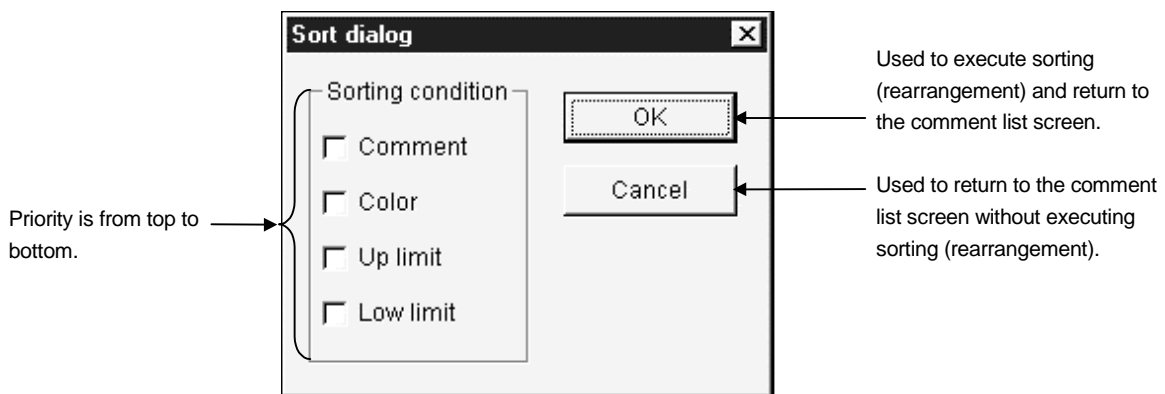 Sort dialog
Sorting condition
Comment
Color
Up limit
Low limit
OK
Cancel
Priority is from top to
bottom.
Used to execute sorting
(rearrangement) and return to
the comment list screen.
Used to return to the comment
list screen without executing
sorting (rearrangement).